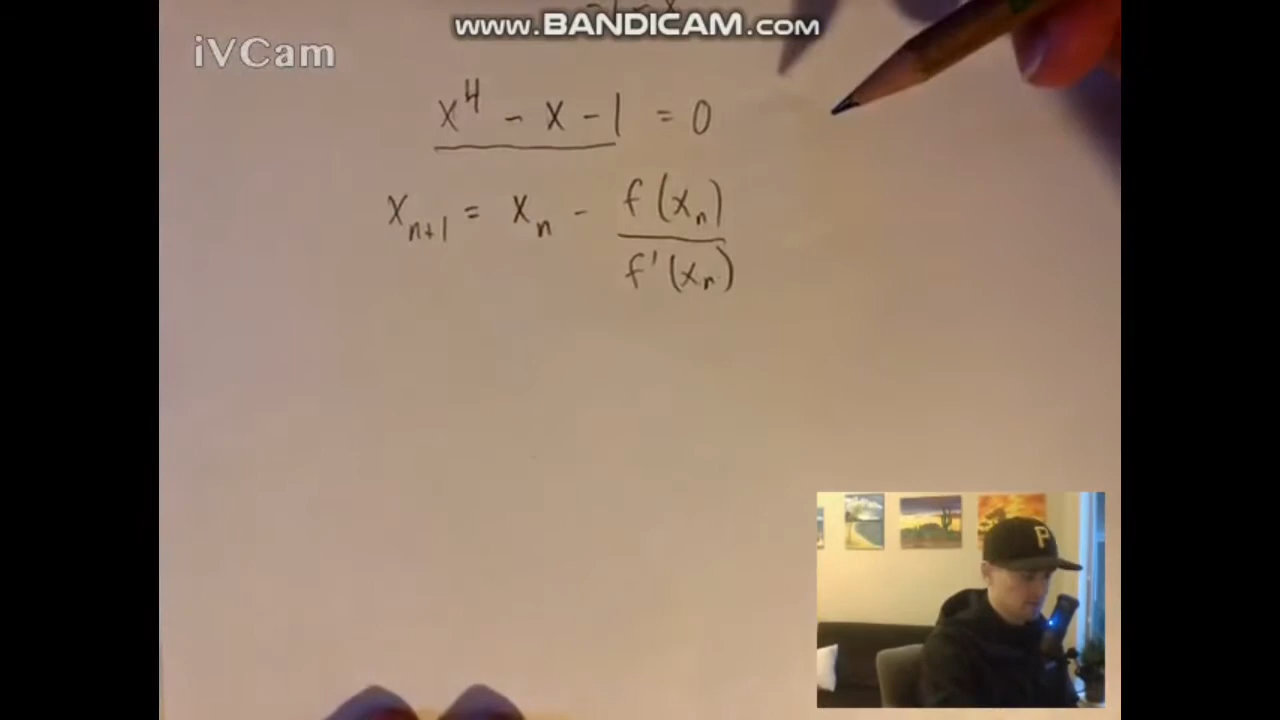 WWW.BANDICAM.COM
iVCam
x⁴ - x - 1 = 0
xₙ₊₁ = xₙ - f(xₙ)
f'(xₙ)
P